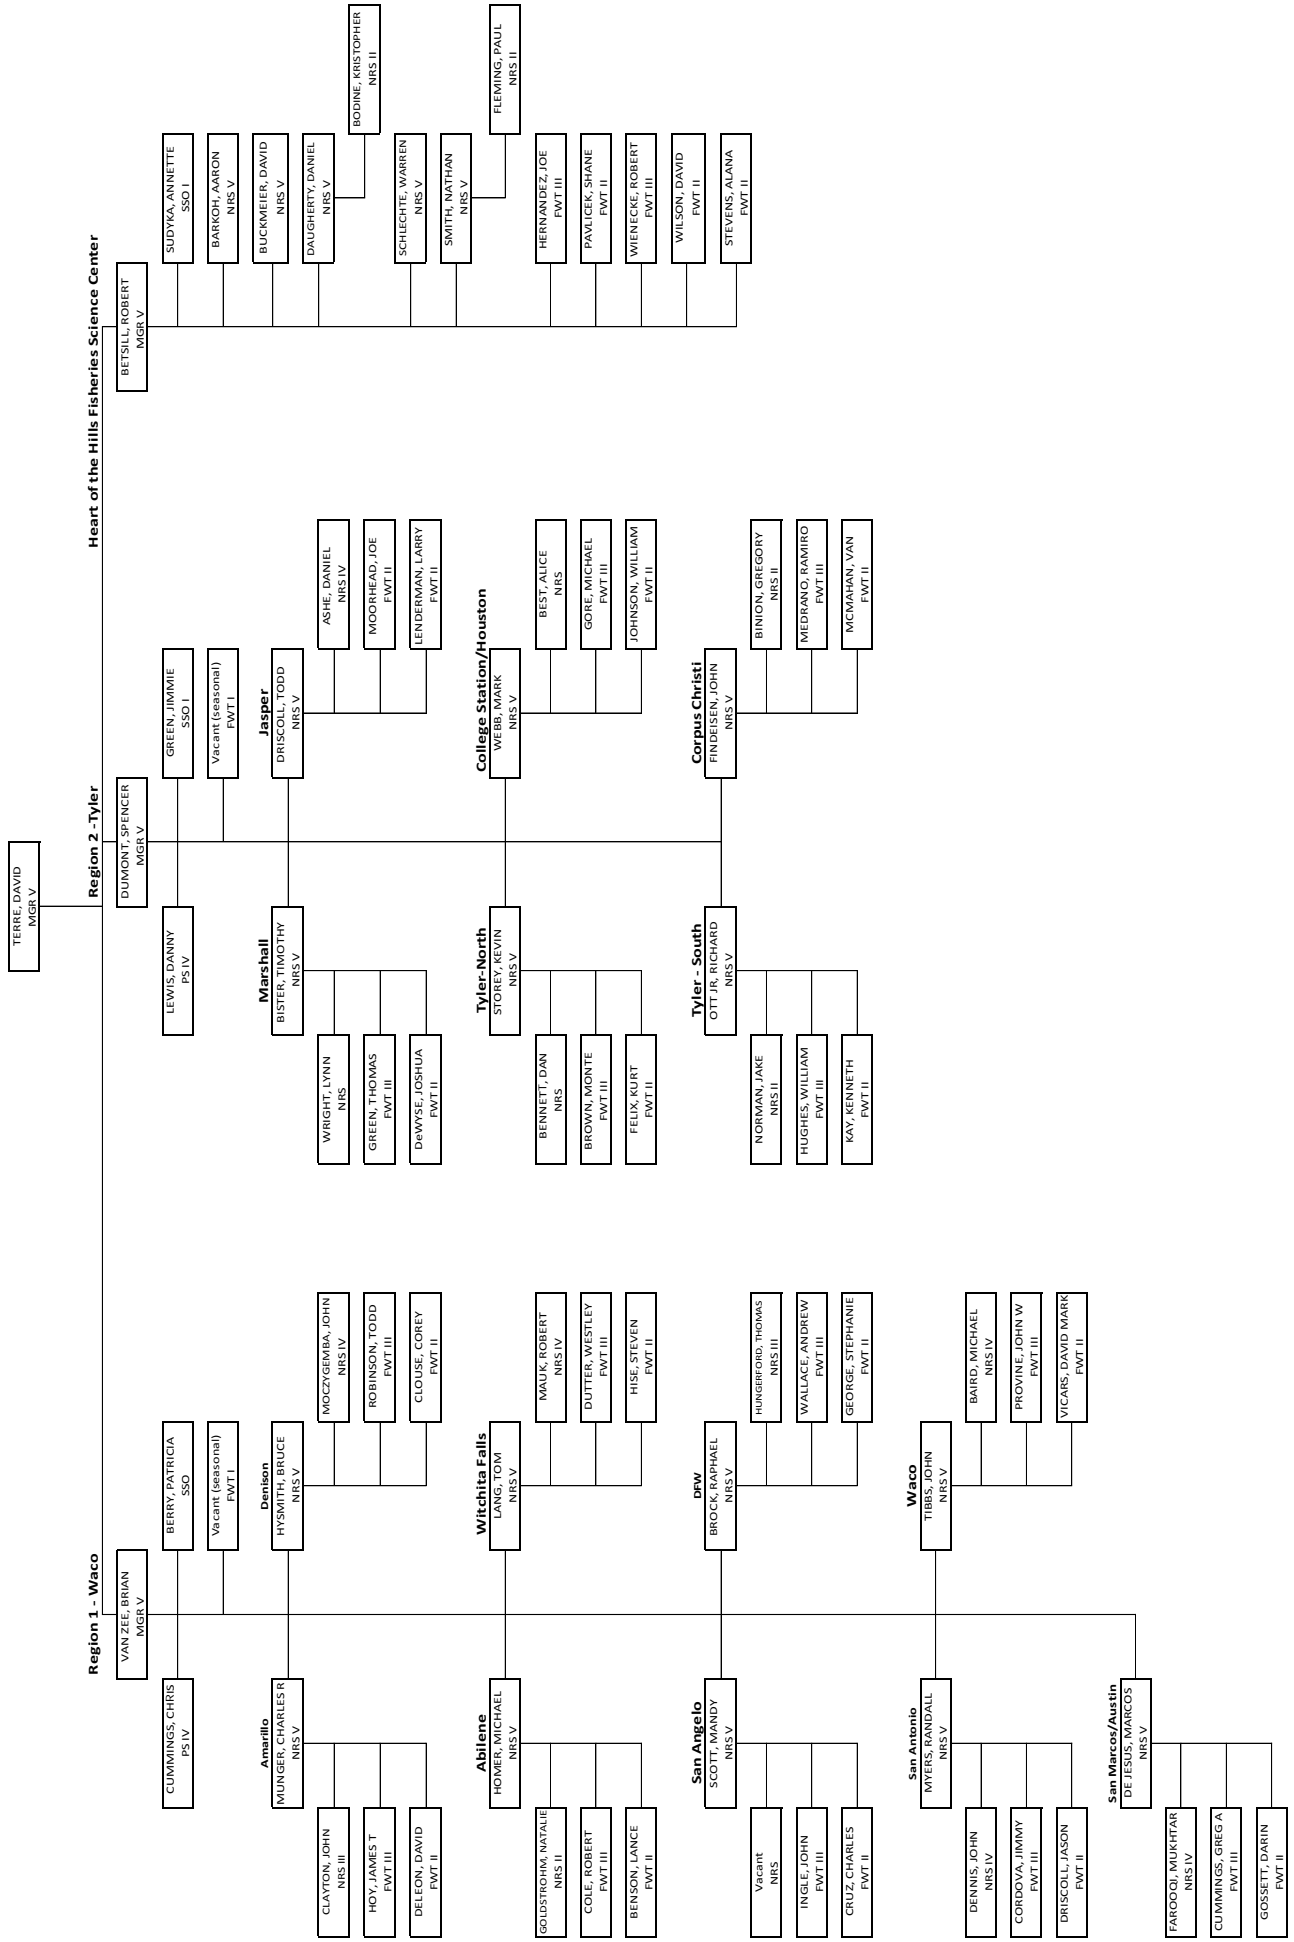 TERRE, DAVID
MGR V
Region 1 - Waco
VAN ZEE, BRIAN
MGR V
CUMMINGS, CHRIS
PS IV
BERRY, PATRICIA
SSO
Vacant (seasonal)
FWT I
Amarillo
MUNGER, CHARLES R
NRS V
CLAYTON, JOHN
NRS III
HOY, JAMES T
FWT III
DELEON, DAVID
FWT II
Denison
HYSMITH, BRUCE
NRS V
MOCZYGEMBA, JOHN
NRS IV
ROBINSON, TODD
FWT III
CLOUSE, COREY
FWT II
Abilene
HOMER, MICHAEL
NRS V
GOLDSTROHM, NATALIE
NRS II
COLE, ROBERT
FWT III
BENSON, LANCE
FWT II
Witchita Falls
LANG, TOM
NRS V
MAUK, ROBERT
NRS IV
DUTTER, WESTLEY
FWT III
HISE, STEVEN
FWT II
San Angelo
SCOTT, MANDY
NRS V
Vacant
NRS
INGLE, JOHN
FWT III
CRUZ, CHARLES
FWT II
DFW
BROCK, RAPHAEL
NRS V
HUNGERFORD, THOMAS
NRS III
WALLACE, ANDREW
FWT III
GEORGE, STEPHANIE
FWT II
San Antonio
MYERS, RANDALL
NRS V
DENNIS, JOHN
NRS IV
CORDOVA, JIMMY
FWT III
DRISCOLL, JASON
FWT II
Waco
TIBBS, JOHN
NRS V
BAIRD, MICHAEL
NRS IV
PROVINE, JOHN W
FWT III
VICARS, DAVID MARK
FWT II
San Marcos/Austin
DE JESUS, MARCOS
NRS V
FAROOQI, MUKHTAR
NRS IV
CUMMINGS, GREG A
FWT III
GOSSETT, DARIN
FWT II
Region 2 -Tyler
DUMONT, SPENCER
MGR V
LEWIS, DANNY
PS IV
GREEN, JIMMIE
SSO I
Vacant (seasonal)
FWT I
Marshall
BISTER, TIMOTHY
NRS V
WRIGHT, LYNN
NRS
GREEN, THOMAS
FWT III
DeWYSE, JOSHUA
FWT II
Jasper
DRISCOLL, TODD
NRS V
ASHE, DANIEL
NRS IV
MOORHEAD, JOE
FWT II
LENDERMAN, LARRY
FWT II
Tyler-North
STOREY, KEVIN
NRS V
BENNETT, DAN
NRS
BROWN, MONTE
FWT III
FELIX, KURT
FWT II
College Station/Houston
WEBB, MARK
NRS V
BEST, ALICE
NRS
GORE, MICHAEL
FWT III
JOHNSON, WILLIAM
FWT II
Tyler - South
OTT JR, RICHARD
NRS V
NORMAN, JAKE
NRS II
HUGHES, WILLIAM
FWT III
KAY, KENNETH
FWT II
Corpus Christi
FINDEISEN, JOHN
NRS V
BINION, GREGORY
NRS II
MEDRANO, RAMIRO
FWT III
MCMAHAN, VAN
FWT II
Heart of the Hills Fisheries Science Center
BETSILL, ROBERT
MGR V
SUDYKA, ANNETTE
SSO I
BARKOH, AARON
NRS V
BUCKMEIER, DAVID
NRS V
DAUGHERTY, DANIEL
NRS V
BODINE, KRISTOPHER
NRS II
SCHLECHTE, WARREN
NRS V
SMITH, NATHAN
NRS V
FLEMING, PAUL
NRS II
HERNANDEZ, JOE
FWT III
PAVLICEK, SHANE
FWT II
WIENECKE, ROBERT
FWT III
WILSON, DAVID
FWT II
STEVENS, ALANA
FWT II